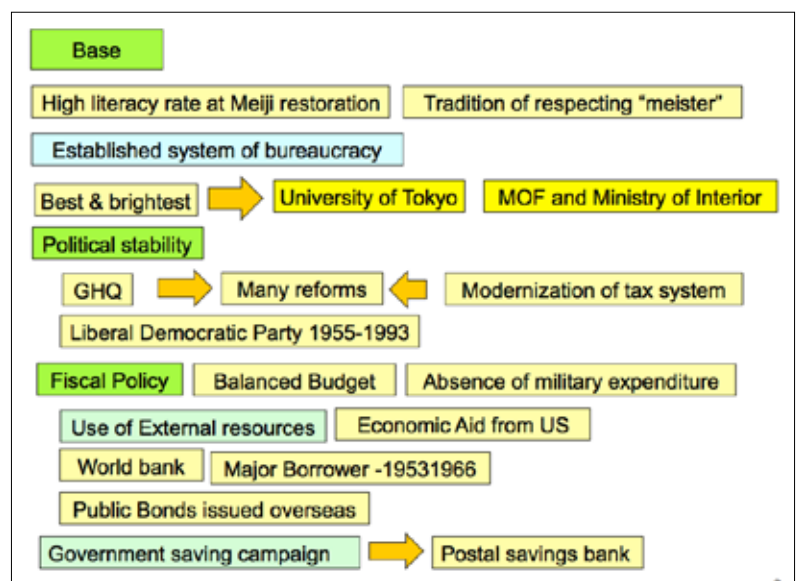 Base
High literacy rate at Meiji restoration Tradition of respecting “meister”
Established system of bureaucracy
Best & brightest University of Tokyo MOF and Ministry of Interior
Political stability
GHQ Many reforms Modernization of tax system
Liberal Democratic Party 1955-1993
Fiscal Policy Balanced Budget Absence of military expenditure
Use of External resources Economic Aid from US
World bank Major Borrower -19531966
Public Bonds issued overseas
Government saving campaign Postal savings bank